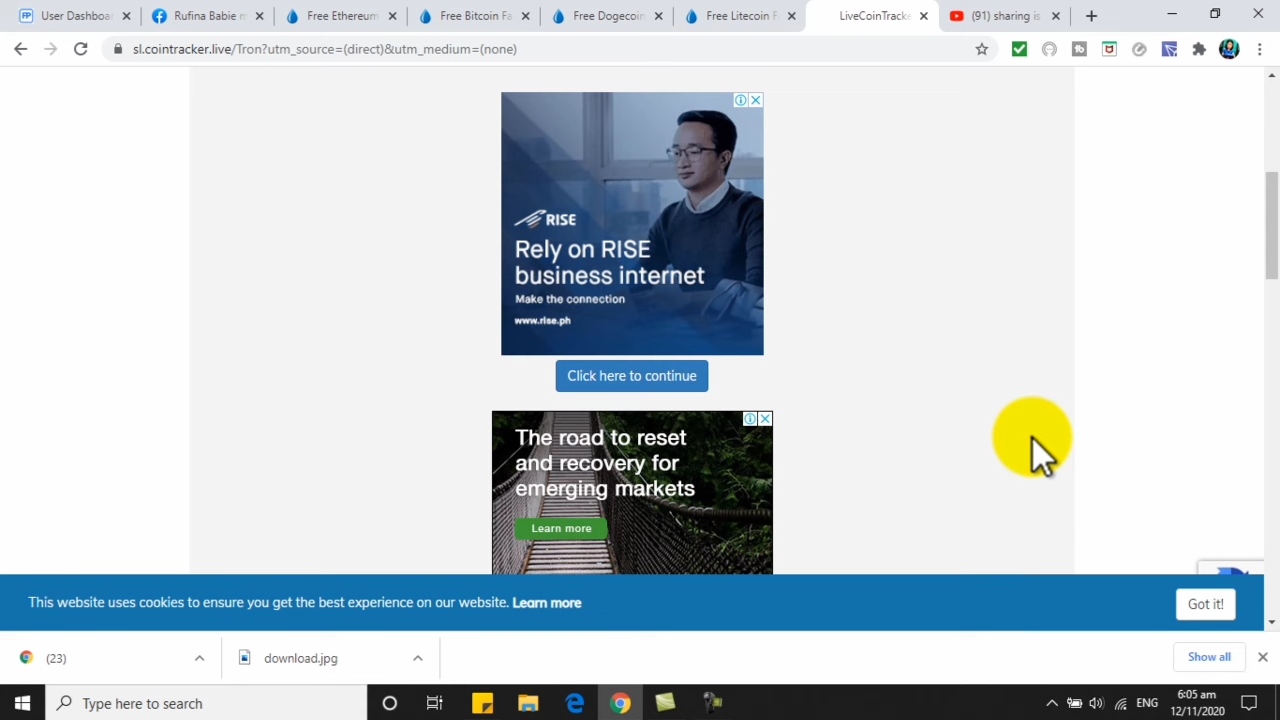 User Dashboar
Rufina Babie m
Free Ethereum
Free Bitcoin Fa
Free Dogecoin
Free Litecoin F
LiveCoinTracke
(91) sharing is
sl.cointracker.live/Tron?utm_source=(direct)&utm_medium=(none)
RISE
Rely on RISE
business internet
Make the connection
www.rise.ph
Click here to continue
The road to reset
and recovery for
emerging markets
Learn more
This website uses cookies to ensure you get the best experience on our website. Learn more
Got it!
(23)
download.jpg
Show all
Type here to search
ENG
6:05 am
12/11/2020